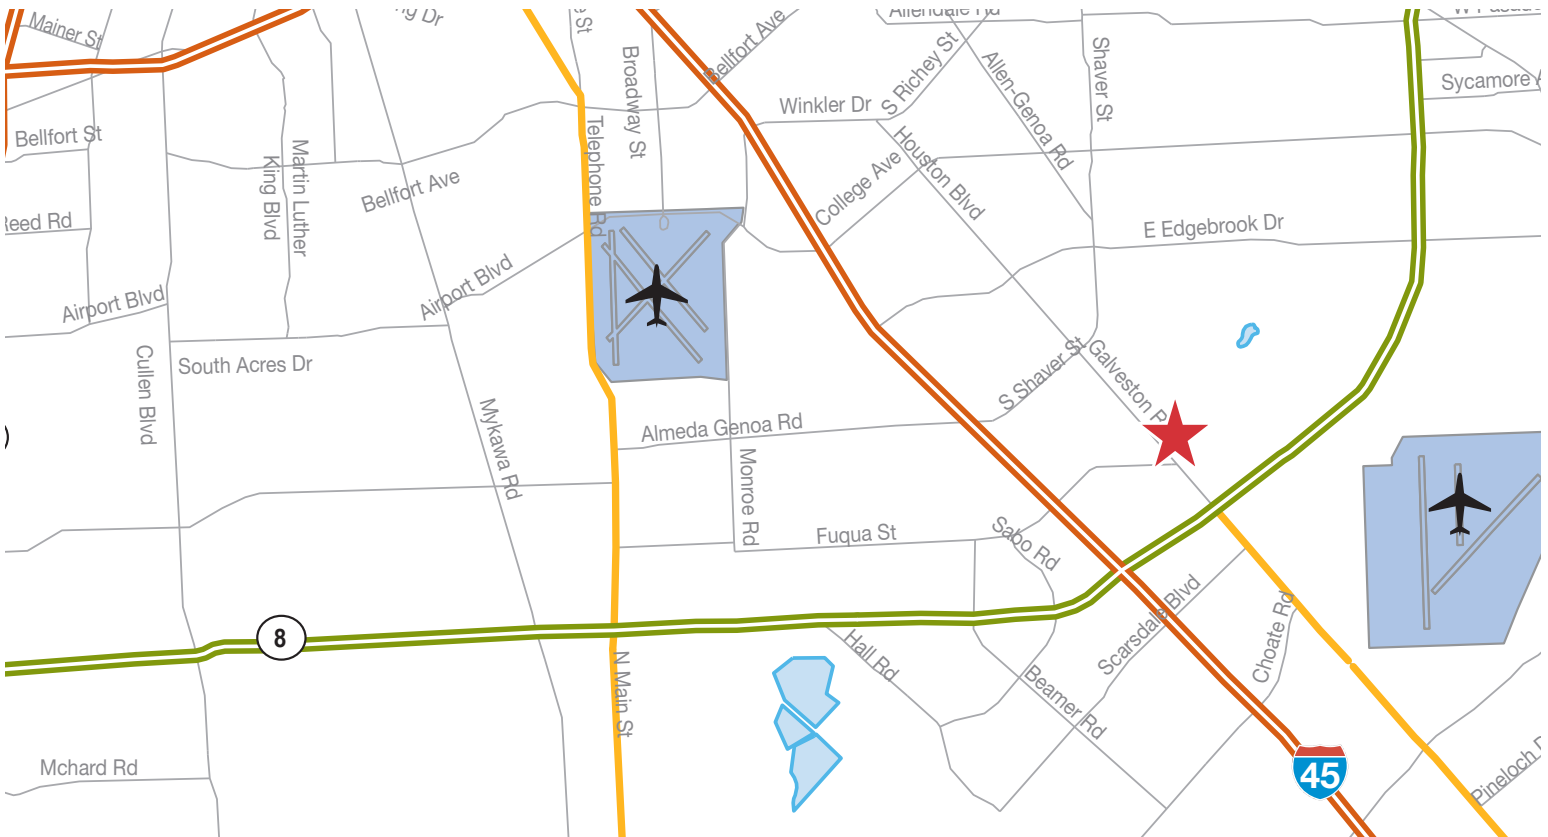 Mainer St
ng Dr
e St
Bellfort Ave
Allendale Rd
Broadway St
S Richey St
Allen-Genoa Rd
Shaver St
Sycamore
Winkler Dr
Bellfort St
Telephone Rd
Martin Luther
King Blvd
Houston Blvd
College Ave
Bellfort Ave
Reed Rd
E Edgebrook Dr
Airport Blvd
Airport Blvd
Cullen Blvd
South Acres Dr
S Shaver St
Galveston R
Mykawa Rd
Almeda Genoa Rd
Monroe Rd
Fuqua St
Sabo Rd
8
Scarsdale Blvd
Choate Rd
Hall Rd
N Main St
Beamer Rd
Mchard Rd
45
Pineloch